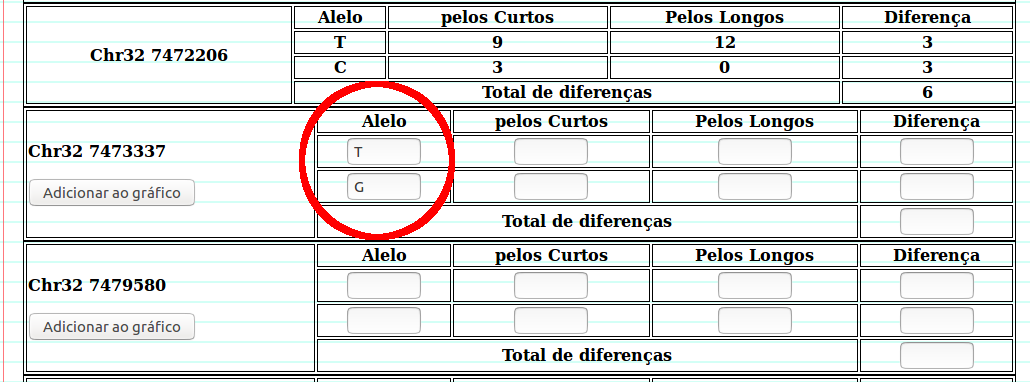 Alelo pelos Curtos Pelos Longos Diferença
Chr32 7472206
T 9 12 3
C 3 0 3
Total de diferenças 6
Alelo pelos Curtos Pelos Longos Diferença
Chr32 7473337
T
Adicionar ao gráfico
G
Total de diferenças
Alelo pelos Curtos Pelos Longos Diferença
Chr32 7479580
Adicionar ao gráfico
Total de diferenças